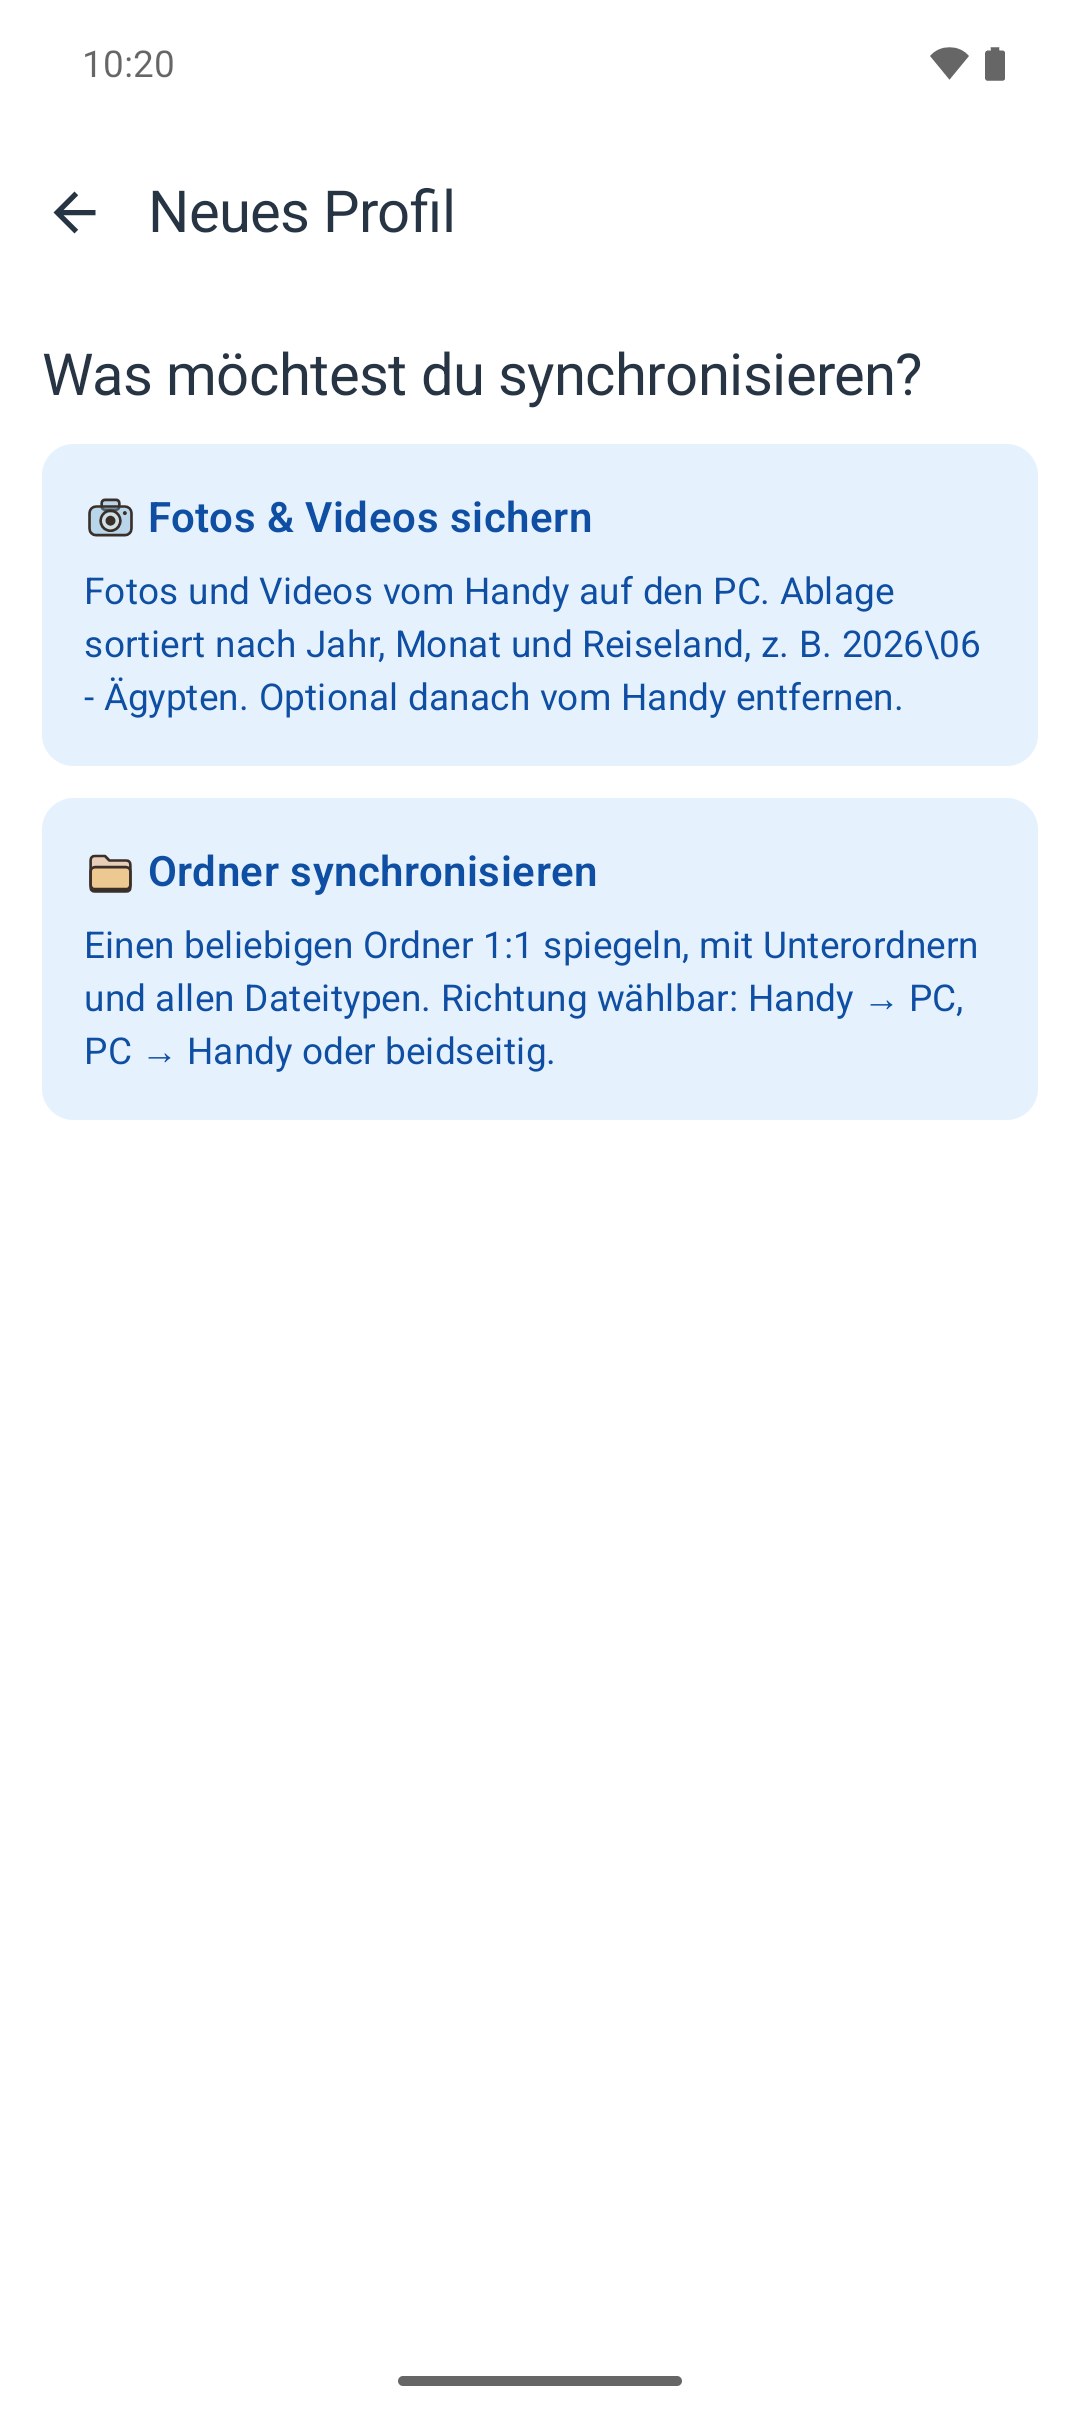 10:20
Neues Profil
Was möchtest du synchronisieren?
Fotos & Videos sichern
Fotos und Videos vom Handy auf den PC. Ablage
sortiert nach Jahr, Monat und Reiseland, z. B. 2026\06
- Ägypten. Optional danach vom Handy entfernen.
Ordner synchronisieren
Einen beliebigen Ordner 1:1 spiegeln, mit Unterordnern
und allen Dateitypen. Richtung wählbar: Handy → PC,
PC → Handy oder beidseitig.